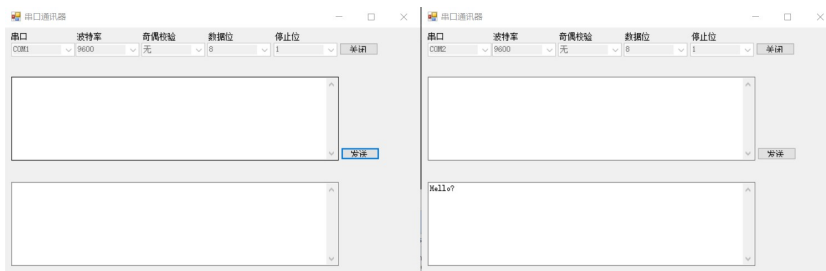 串口通讯器
串口 波特率 奇偶校验 数据位 停止位
COM1 9600 无 8 1 关闭
发送
串口通讯器
串口 波特率 奇偶校验 数据位 停止位
COM2 9600 无 8 1 关闭
发送
Hello?